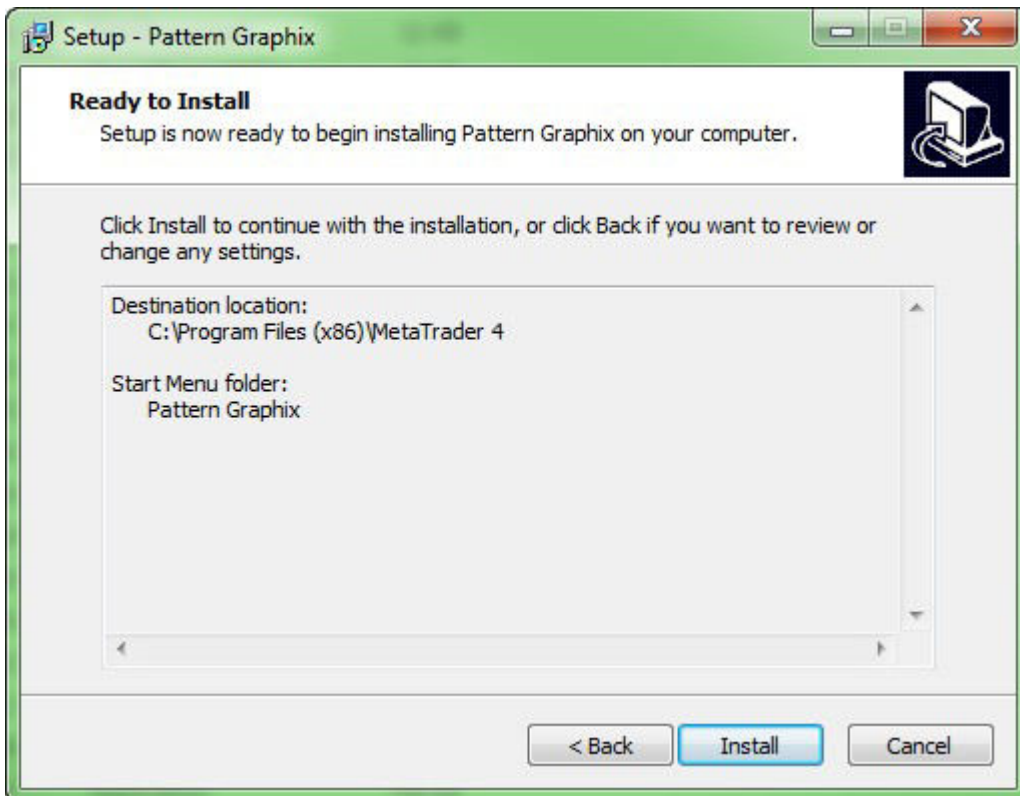 Setup - Pattern Graphix
Ready to Install
Setup is now ready to begin installing Pattern Graphix on your computer.
Click Install to continue with the installation, or click Back if you want to review or
change any settings.
Destination location:
C:\Program Files (x86)\MetaTrader 4
Start Menu folder:
Pattern Graphix
< Back
Install
Cancel